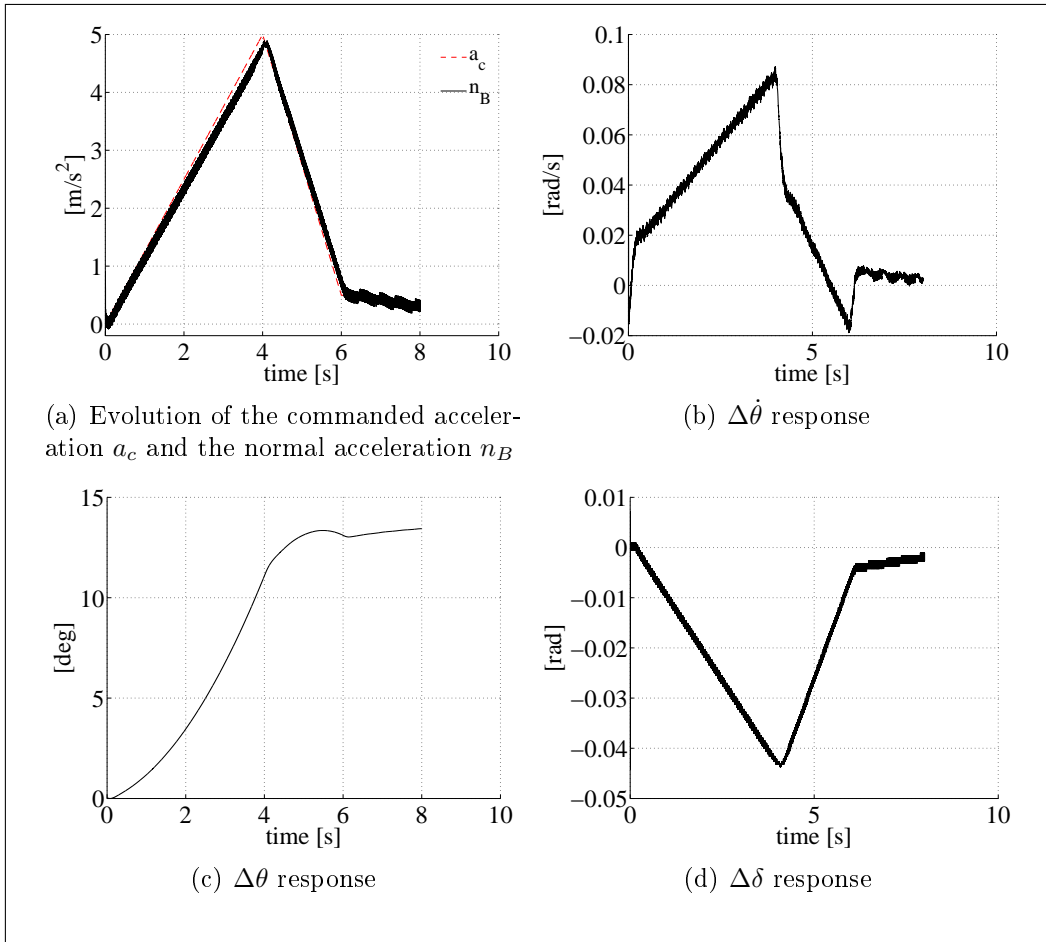 5
4
3
2
1
0
[m/s²]
0 2 4 6 8 10
time [s]
a_c
n_B
(a) Evolution of the commanded acceler-
ation a_c and the normal acceleration n_B
0.1
0.08
0.06
0.04
0.02
0
−0.02
[rad/s]
0 5 10
time [s]
(b) Δθ̇ response
15
10
5
0
[deg]
0 2 4 6 8 10
time [s]
(c) Δθ response
0.01
0
−0.01
−0.02
−0.03
−0.04
−0.05
[rad]
0 5 10
time [s]
(d) Δδ response